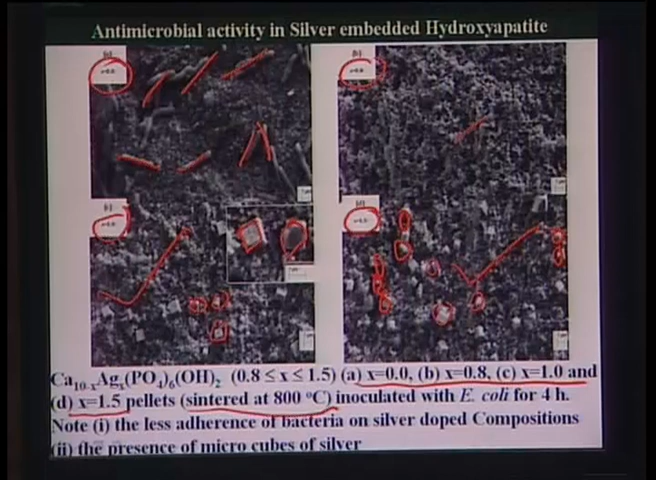 Antimicrobial activity in Silver embedded Hydroxyapatite
Ca10-xAgx(PO4)6(OH)2 (0.8 ≤ x ≤ 1.5) (a) x=0.0, (b) x=0.8, (c) x=1.0 and
(d) x=1.5 pellets (sintered at 800 °C) inoculated with E. coli for 4 h.
Note (i) the less adherence of bacteria on silver doped Compositions
(ii) the presence of micro cubes of silver